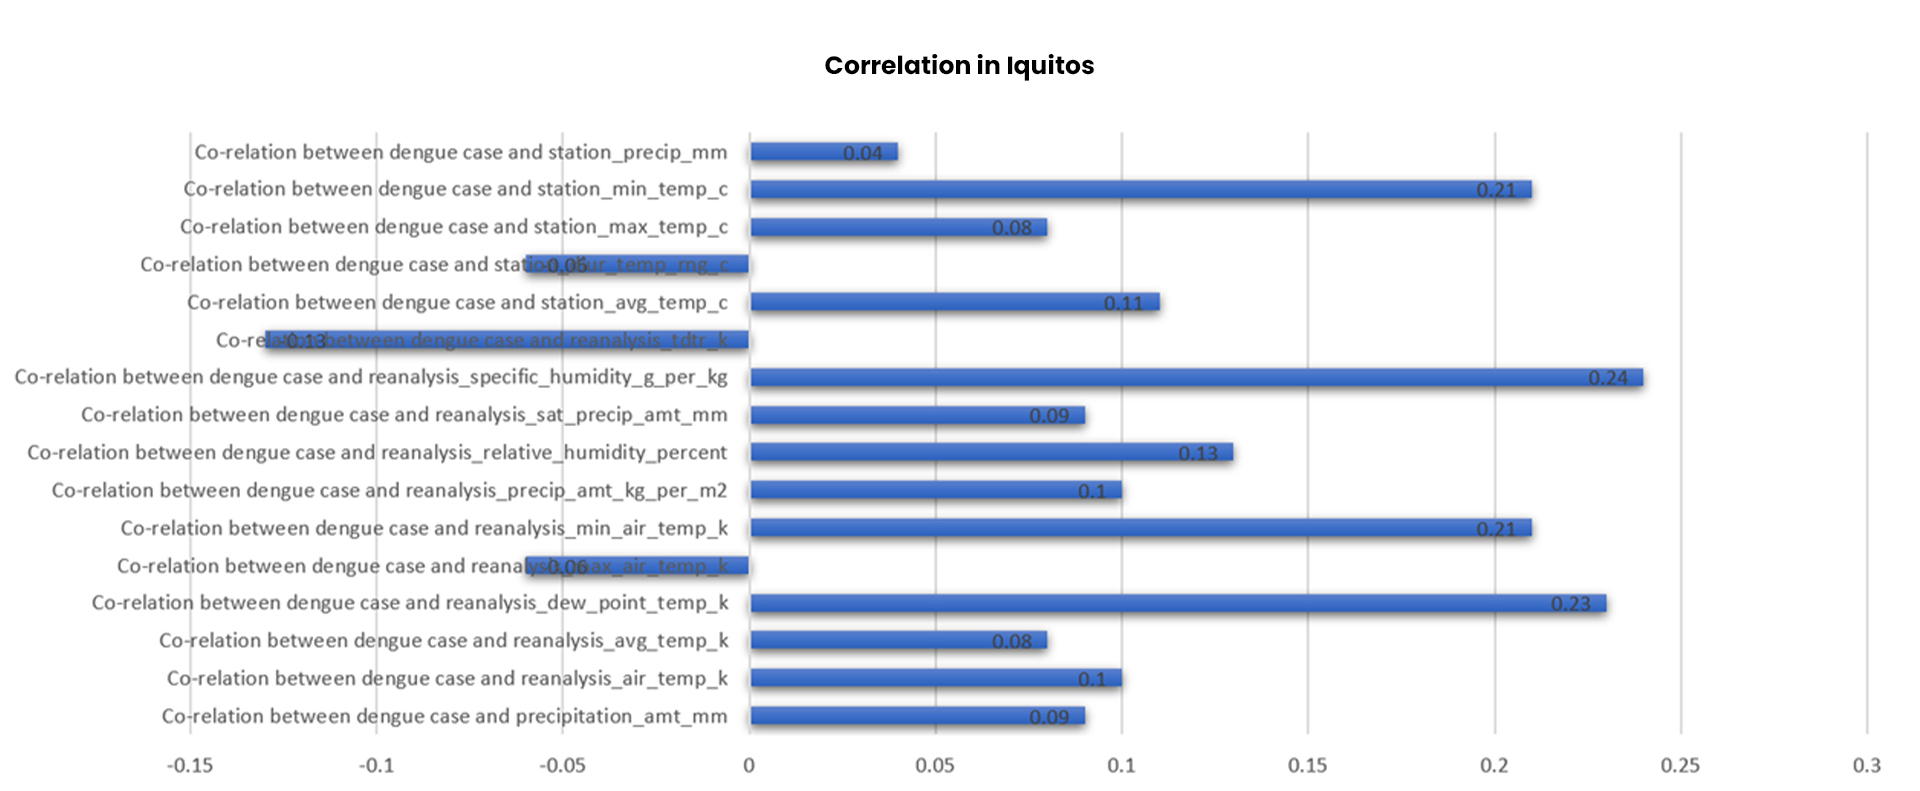 Correlation in Iquitos
Co-relation between dengue case and station_precip_mm
0.04
Co-relation between dengue case and station_min_temp_c
0.21
Co-relation between dengue case and station_max_temp_c
0.08
Co-relation between dengue case and station_diur_temp_rng_c
-0.06
Co-relation between dengue case and station_avg_temp_c
0.11
Co-relation between dengue case and reanalysis_tdtr_k
-0.13
Co-relation between dengue case and reanalysis_specific_humidity_g_per_kg
0.24
Co-relation between dengue case and reanalysis_sat_precip_amt_mm
0.09
Co-relation between dengue case and reanalysis_relative_humidity_percent
0.13
Co-relation between dengue case and reanalysis_precip_amt_kg_per_m2
0.1
Co-relation between dengue case and reanalysis_min_air_temp_k
0.21
Co-relation between dengue case and reanalysis_max_air_temp_k
-0.06
Co-relation between dengue case and reanalysis_dew_point_temp_k
0.23
Co-relation between dengue case and reanalysis_avg_temp_k
0.08
Co-relation between dengue case and reanalysis_air_temp_k
0.1
Co-relation between dengue case and precipitation_amt_mm
0.09
-0.15 -0.1 -0.05 0 0.05 0.1 0.15 0.2 0.25 0.3